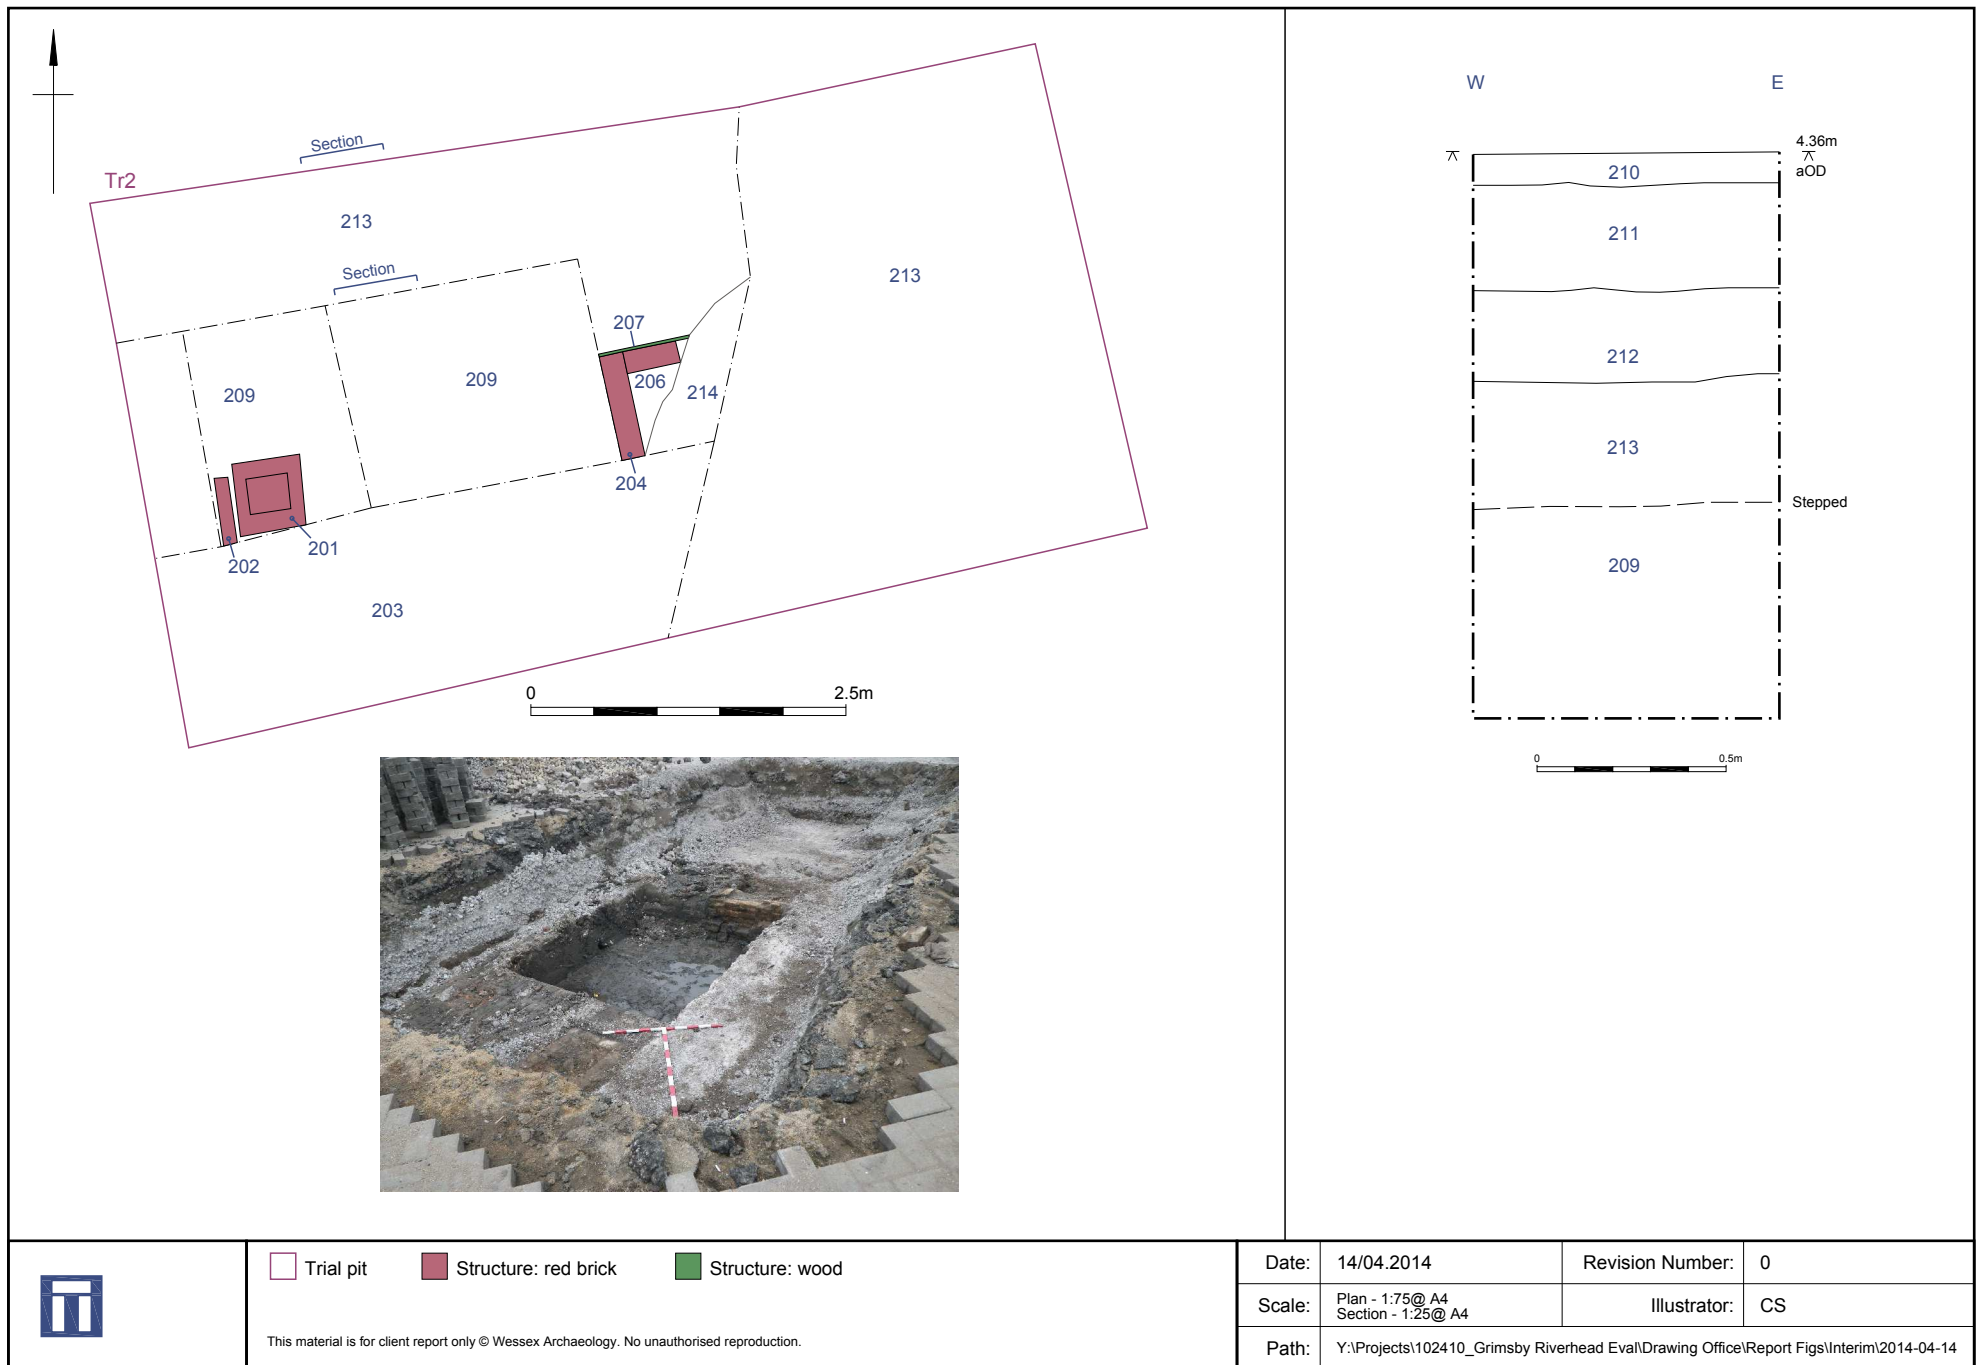 Section
Tr2
213
Section
213
207
209
209
206
214
204
201
202
203
0 2.5m
W E
4.36m
aOD
210
211
212
213
Stepped
209
0 0.5m
Trial pit
Structure: red brick
Structure: wood
This material is for client report only © Wessex Archaeology. No unauthorised reproduction.
Date: 14/04.2014 Revision Number: 0
Scale: Plan - 1:75@ A4
Section - 1:25@ A4
Illustrator: CS
Path: Y:\Projects\102410_Grimsby Riverhead Eval\Drawing Office\Report Figs\Interim\2014-04-14